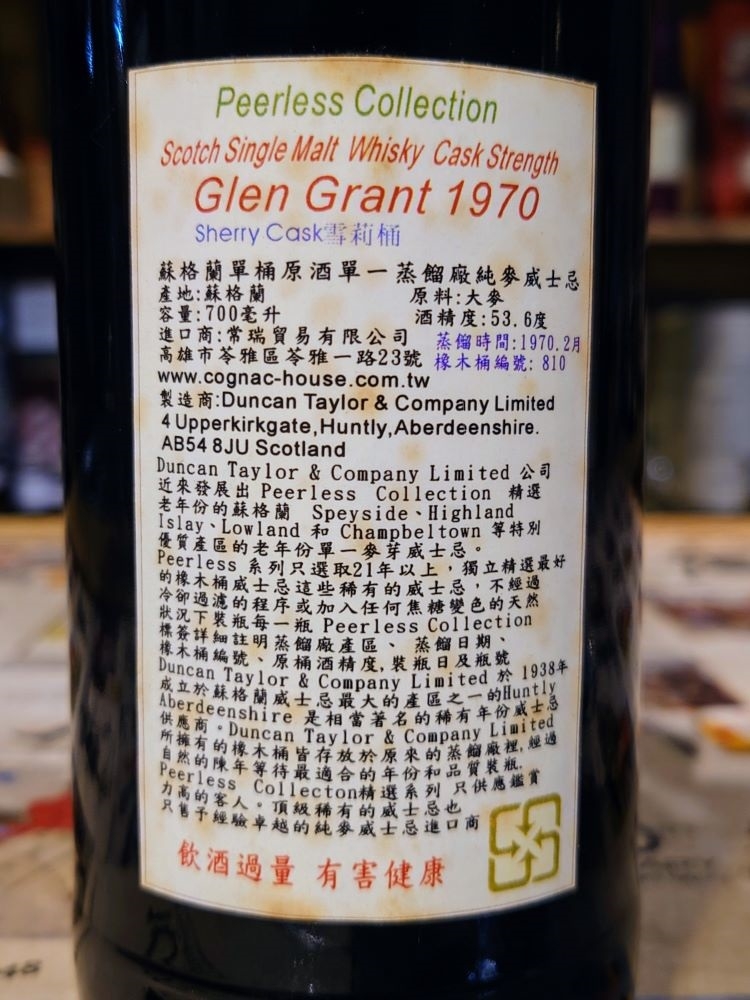 Peerless Collection
Scotch Single Malt Whisky Cask Strength
Glen Grant 1970
Sherry Cask雪莉桶
蘇格蘭單桶原酒單一蒸餾廠純麥威士忌
產地:蘇格蘭 原料:大麥
容量:700毫升 酒精度:53.6度
進口商:常瑞貿易有限公司 蒸餾時間:1970.2月
高雄市苓雅區苓雅一路23號 橡木桶編號: 810
www.cognac-house.com.tw
製造商:Duncan Taylor & Company Limited
4 Upperkirkgate,Huntly,Aberdeenshire.
AB54 8JU Scotland
Duncan Taylor & Company Limited 公司
近來發展出 Peerless Collection 精選
老年份的蘇格蘭 Speyside、Highland
Islay、Lowland 和 Champbeltown 等特別
優質產區的老年份單一麥芽威士忌。
Peerless 系列只選取21年以上，獨立精選最好
的橡木桶威士忌這些稀有的威士忌，不經過
冷卻過濾的程序或加入任何焦糖變色的天然
狀況下裝瓶每一瓶 Peerless Collection
標簽詳細註明蒸餾廠產區、 蒸餾日期、
橡木桶編號、原桶酒精度,裝瓶日及瓶號
Duncan Taylor & Company Limited 於 1938年
成立於蘇格蘭威士忌最大的產區之一的Huntly
Aberdeenshire 是相當著名的稀有年份威士忌
供應商。Duncan Taylor & Company Limited
所擁有的橡木桶皆存放於原來的蒸餾廠裡,經過
自然的陳年等待最適合的年份和品質裝瓶.
Peerless Collecton精選系列 只供應鑑賞
力高的客人。頂級稀有的威士忌也
只售予經驗卓越的純麥威士忌進口商
飲酒過量 有害健康